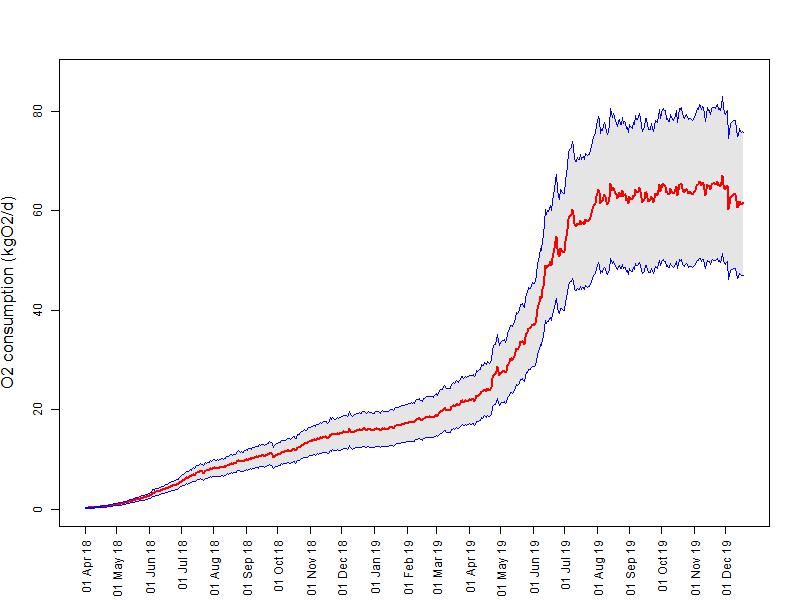 O2 consumption (kgO2/d)
80
60
40
20
0
01 Apr 18
01 May 18
01 Jun 18
01 Jul 18
01 Aug 18
01 Sep 18
01 Oct 18
01 Nov 18
01 Dec 18
01 Jan 19
01 Feb 19
01 Mar 19
01 Apr 19
01 May 19
01 Jun 19
01 Jul 19
01 Aug 19
01 Sep 19
01 Oct 19
01 Nov 19
01 Dec 19